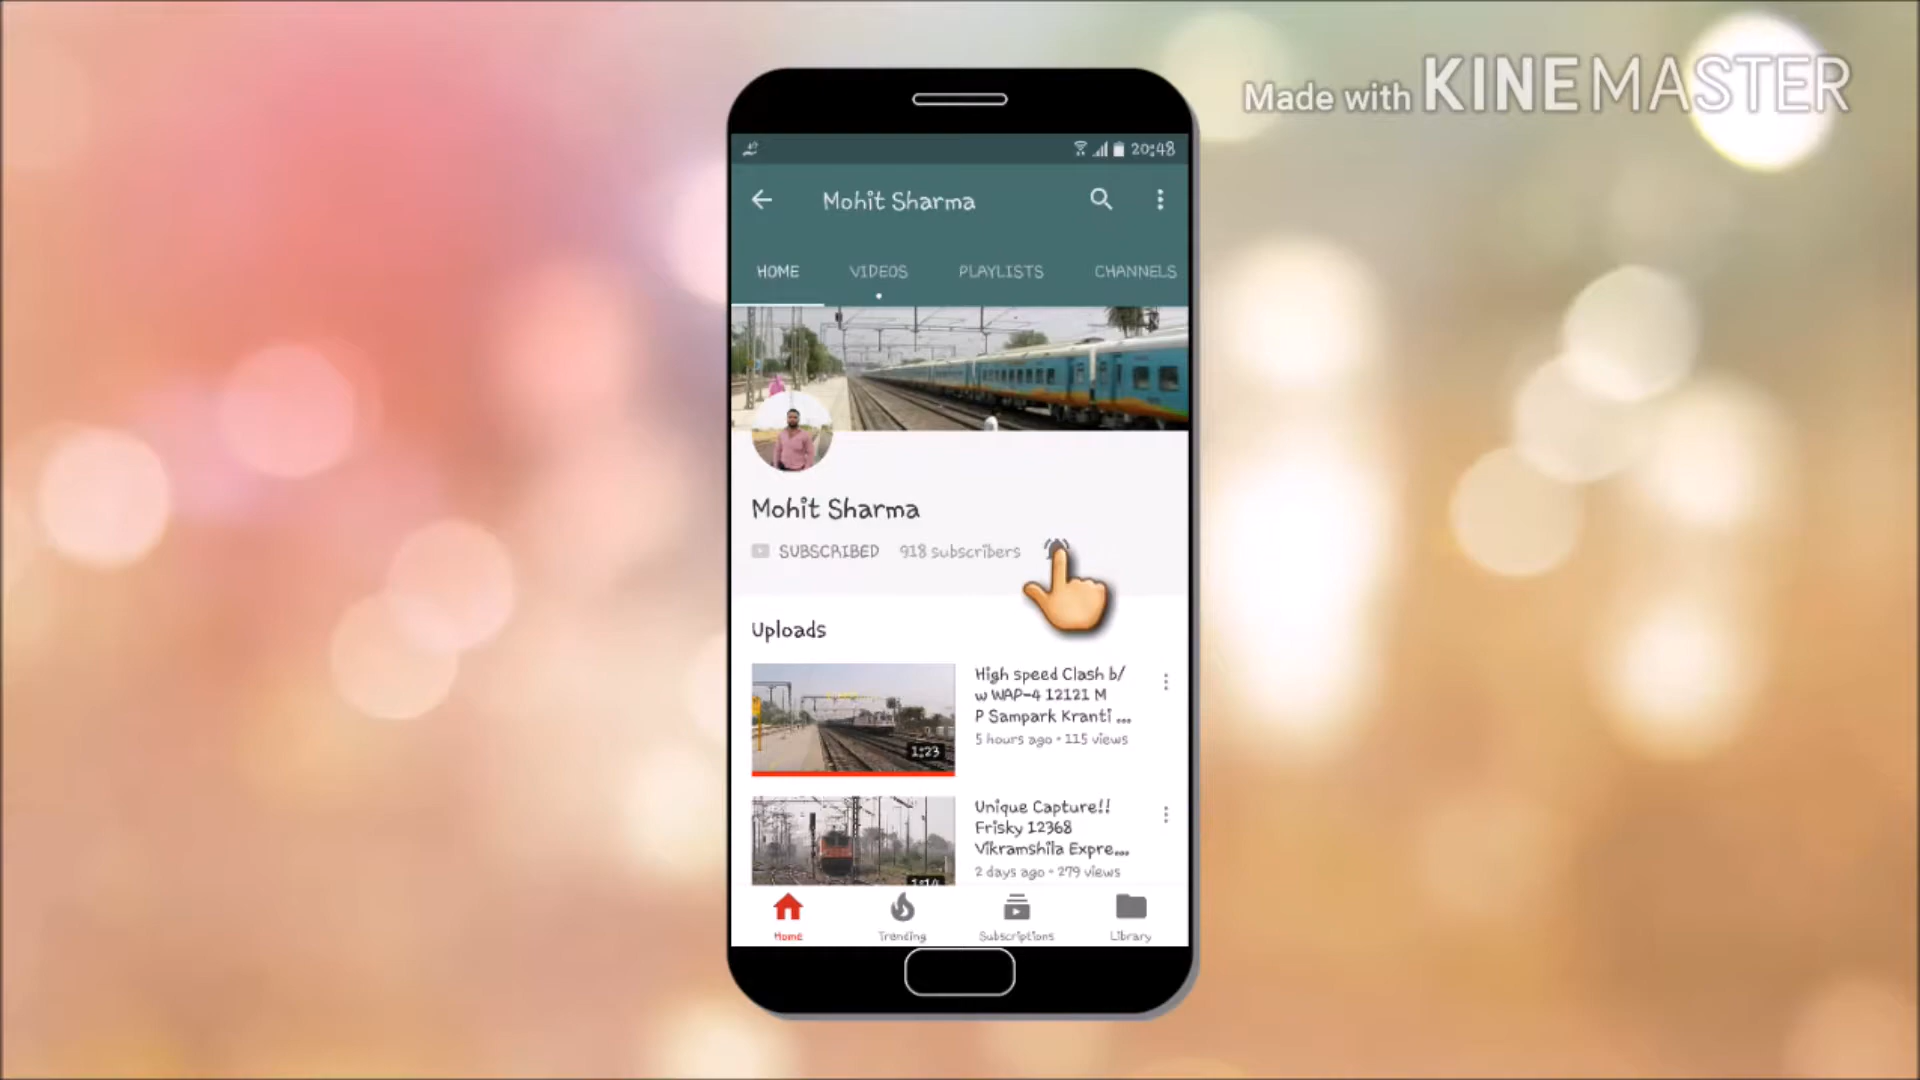 Made with KINEMASTER
20:48
Mohit Sharma
HOME VIDEOS PLAYLISTS CHANNELS
Mohit Sharma
SUBSCRIBED 918 subscribers
Uploads
High speed Clash b/
w WAP-4 12121 M
P Sampark Kranti ...
5 hours ago • 115 views
1:23
Unique Capture!!
Frisky 12368
Vikramshila Expre...
2 days ago • 279 views
1:14
Home Trending Subscriptions Library